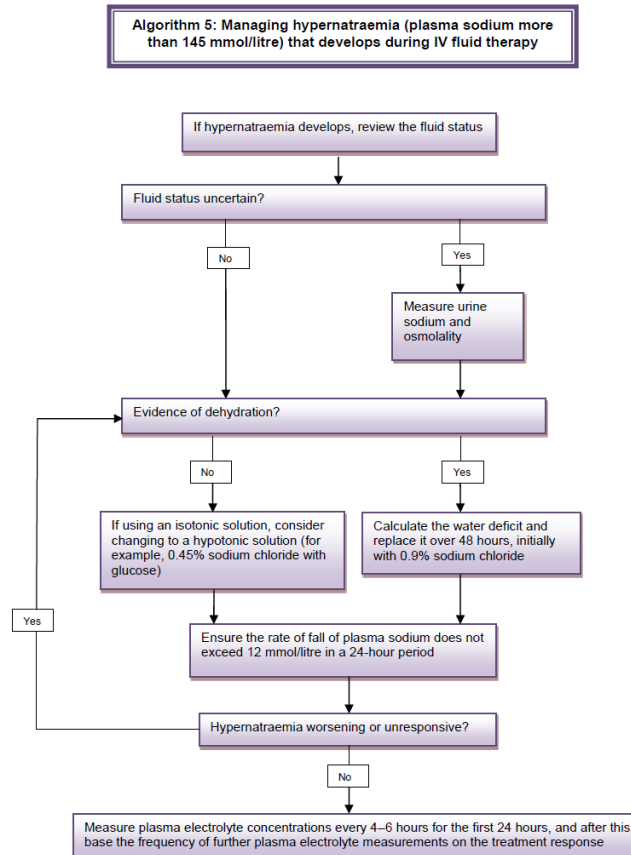 Algorithm 5: Managing hypernatraemia (plasma sodium more
than 145 mmol/litre) that develops during IV fluid therapy
If hypernatraemia develops, review the fluid status
Fluid status uncertain?
No
Yes
Measure urine
sodium and
osmolality
Evidence of dehydration?
No
Yes
If using an isotonic solution, consider
changing to a hypotonic solution (for
example, 0.45% sodium chloride with
glucose)
Calculate the water deficit and
replace it over 48 hours, initially
with 0.9% sodium chloride
Yes
Ensure the rate of fall of plasma sodium does not
exceed 12 mmol/litre in a 24-hour period
Hypernatraemia worsening or unresponsive?
No
Measure plasma electrolyte concentrations every 4–6 hours for the first 24 hours, and after this
base the frequency of further plasma electrolyte measurements on the treatment response